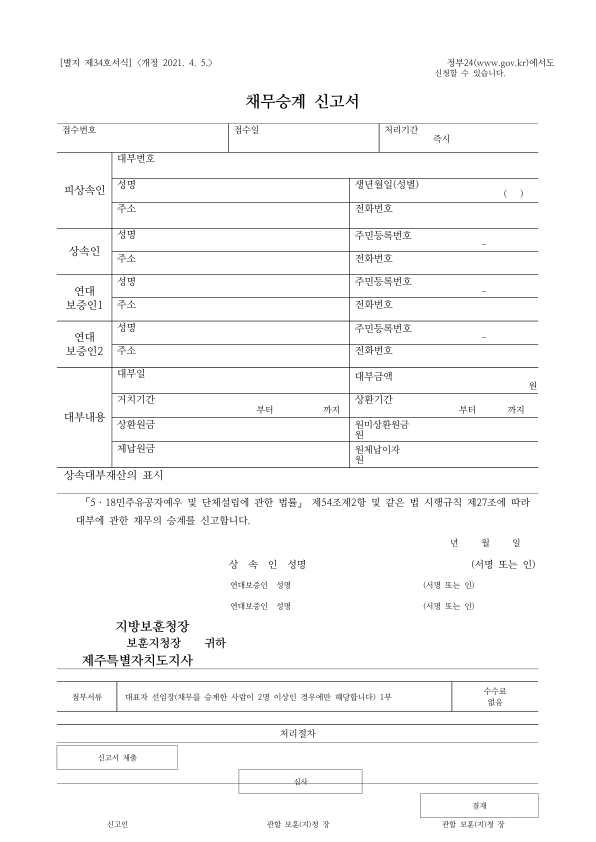 [별지 제34호서식] <개정 2021. 4. 5.>
정부24(www.gov.kr)에서도
신청할 수 있습니다.
채무승계 신고서
접수번호 접수일 처리기간
즉시
피상속인 대부번호
성명 생년월일(성별)
( )
주소 전화번호
상속인 성명 주민등록번호
-
주소 전화번호
연대
보증인1 성명 주민등록번호
-
주소 전화번호
연대
보증인2 성명 주민등록번호
-
주소 전화번호
대부내용 대부일 대부금액
원
거치기간 부터 까지 상환기간 부터 까지
상환원금 원미상환원금
원
체납원금 원체납이자
원
상속대부재산의 표시
「5ㆍ18민주유공자예우 및 단체설립에 관한 법률」 제54조제2항 및 같은 법 시행규칙 제27조에 따라
대부에 관한 채무의 승계를 신고합니다.
년 월 일
상 속 인 성명 (서명 또는 인)
연대보증인 성명 (서명 또는 인)
연대보증인 성명 (서명 또는 인)
지방보훈청장
보훈지청장 귀하
제주특별자치도지사
첨부서류 대표자 선임장(채무를 승계한 사람이 2명 이상인 경우에만 해당합니다) 1부 수수료
없음
처리절차
신고서 제출
심사
결재
신고인 관할 보훈(지)청 장 관할 보훈(지)청 장